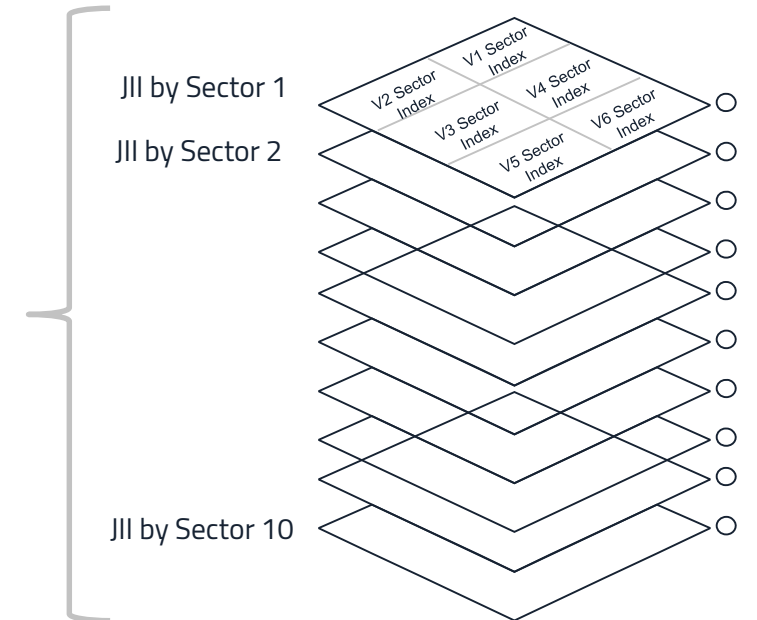 JII by Sector 1
V1 Sector
Index
V2 Sector
Index
V4 Sector
Index
V3 Sector
Index
V6 Sector
Index
V5 Sector
Index
JII by Sector 2
JII by Sector 10